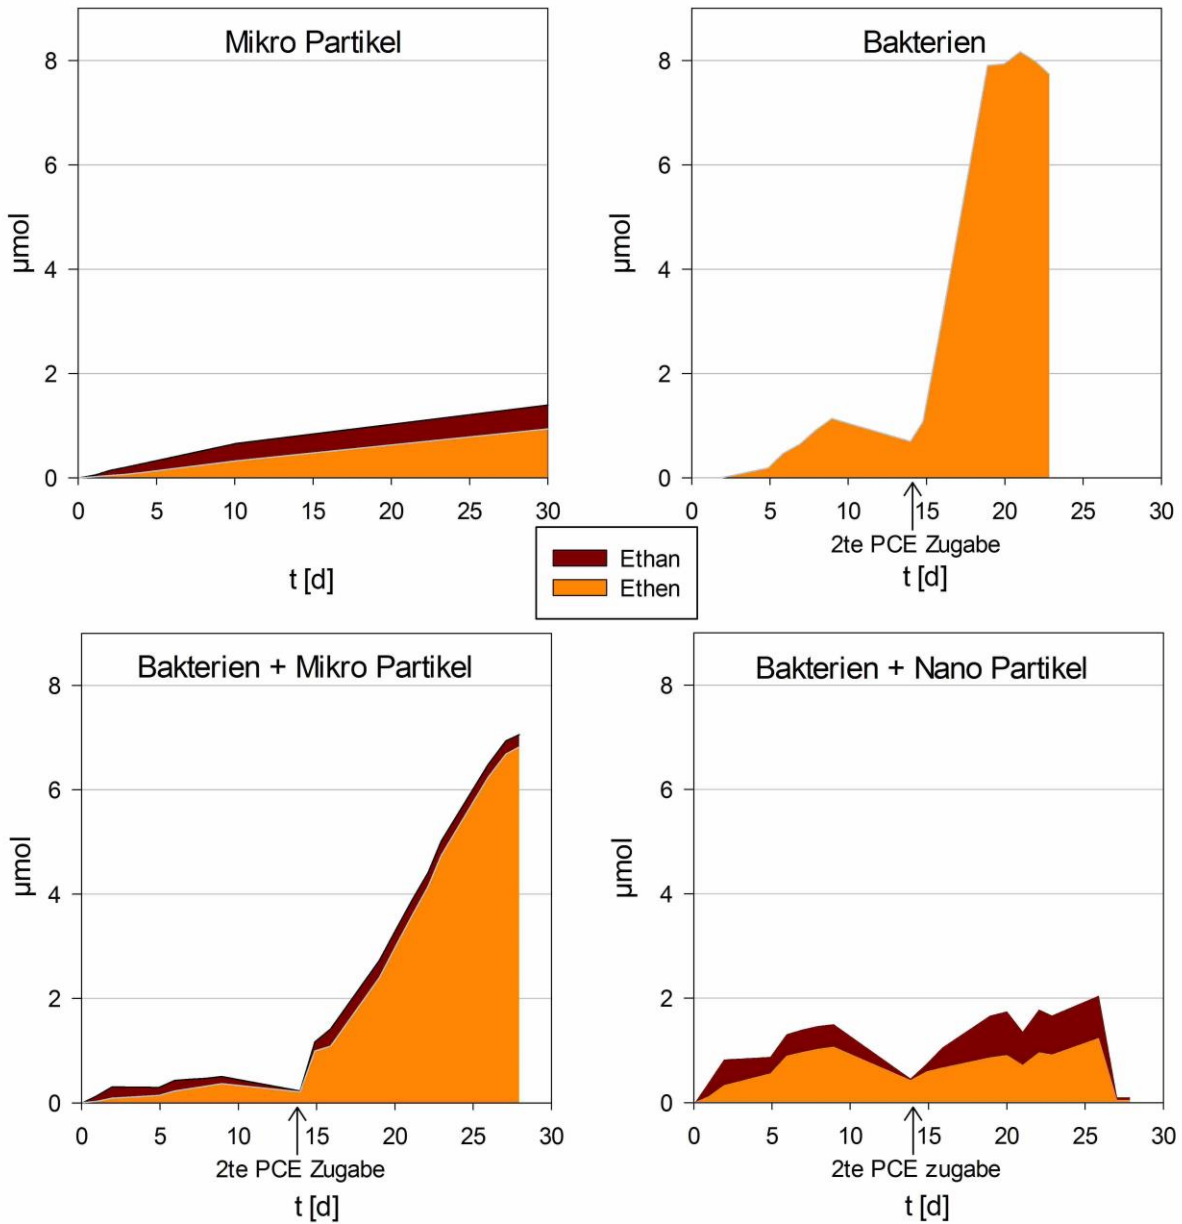 Mikro Partikel
8
6
4
2
0
µmol
0 5 10 15 20 25 30
t [d]
Bakterien
8
6
4
2
0
µmol
0 5 10 15 20 25 30
2te PCE Zugabe
t [d]
Ethan
Ethen
Bakterien + Mikro Partikel
8
6
4
2
0
µmol
0 5 10 15 20 25 30
2te PCE Zugabe
t [d]
Bakterien + Nano Partikel
8
6
4
2
0
µmol
0 5 10 15 20 25 30
2te PCE zugabe
t [d]